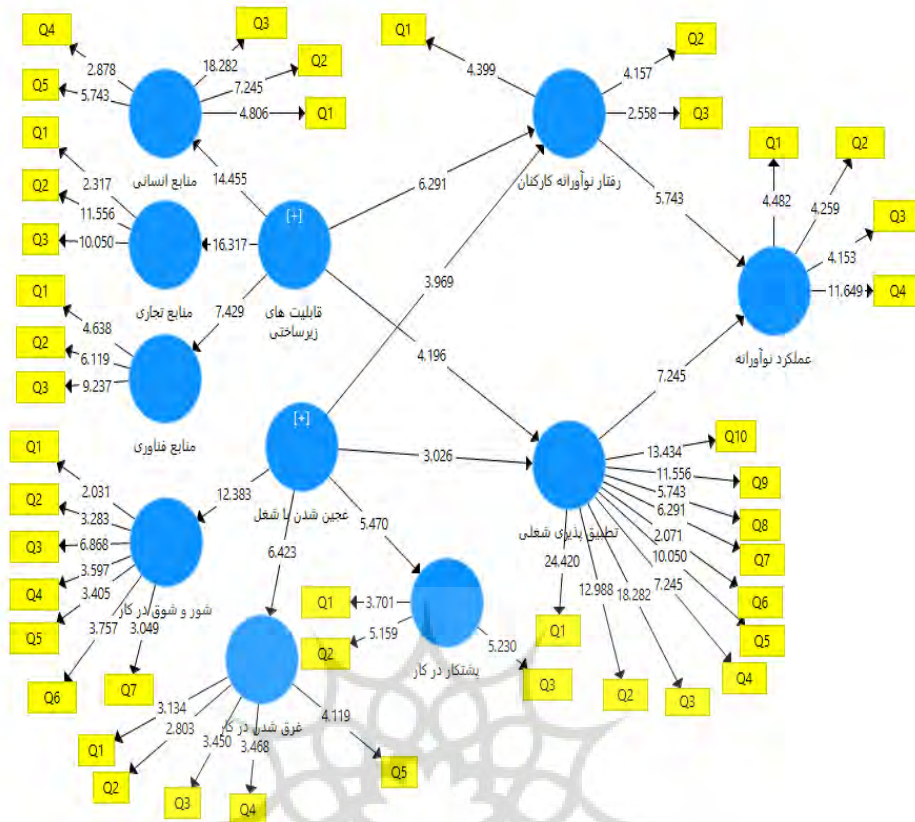 Q4
Q3
2.878
18.282
Q2
Q5
5.743
7.245
4.806
Q1
منابع انسانی
14.455
Q1
2.317
Q2
11.556
Q3
10.050
منابع تجاری
16.317
[+]
قابلیت های
زیرساختی
7.429
Q1
4.638
Q2
6.119
Q3
9.237
منابع فناوری
Q1
4.399
Q2
4.157
2.558
Q3
رفتار نوآورانه کارکنان
6.291
3.969
4.196
5.743
7.245
Q1
Q2
4.482
4.259
Q3
4.153
11.649
Q4
عملکرد نوآورانه
[+]
عجین شدن با شغل
3.026
12.383
6.423
5.470
Q1
2.031
Q2
3.283
Q3
6.868
Q4
3.597
Q5
3.405
3.757
3.049
Q6
Q7
شور و شوق در کار
Q1
3.701
Q2
5.159
5.230
Q3
پشتکار در کار
غرق شدن در کار
3.134
Q1
2.803
Q2
3.450
Q3
3.468
Q4
4.119
Q5
تطبیق پذیری شغلی
13.434
Q10
11.556
Q9
5.743
Q8
6.291
Q7
2.071
Q6
10.050
Q5
7.245
Q4
18.282
Q3
12.988
Q2
24.420
Q1